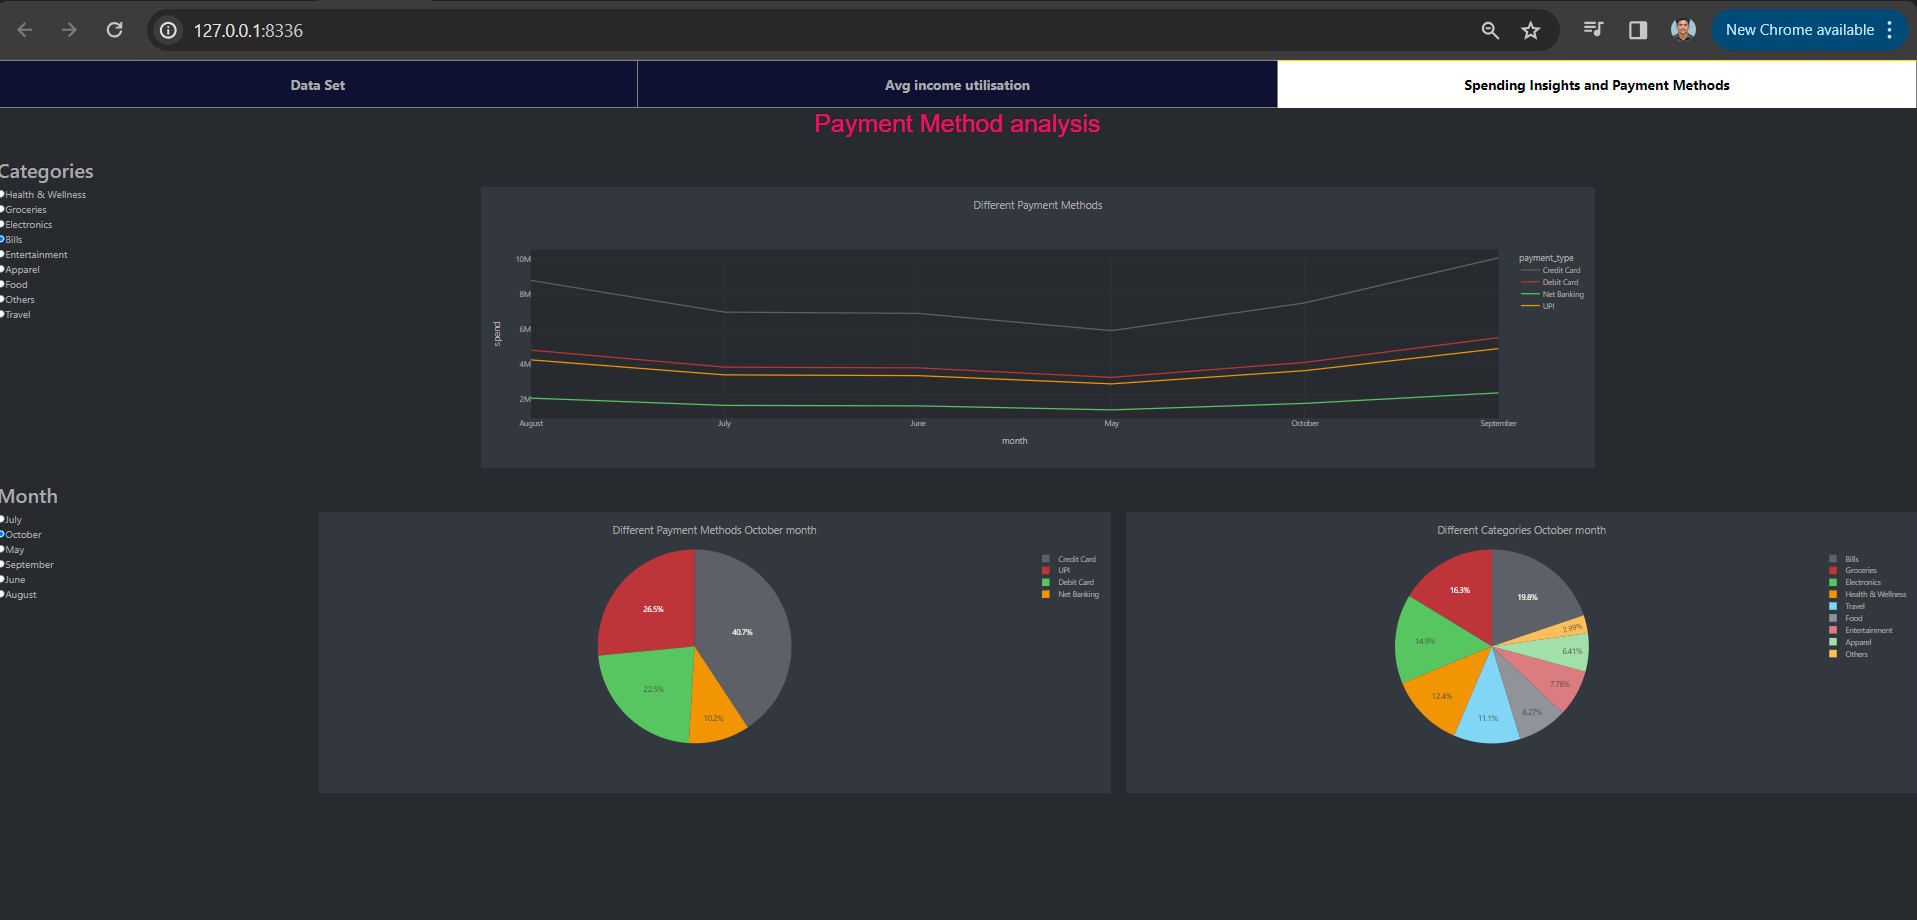 127.0.0.1:8336
New Chrome available
Data Set
Avg income utilisation
Spending Insights and Payment Methods
Payment Method analysis
Categories
Health & Wellness
Groceries
Electronics
Bills
Entertainment
Apparel
Food
Others
Travel
Different Payment Methods
10M
8M
6M
4M
2M
spend
August
July
June
May
October
September
month
payment_type
Credit Card
Debit Card
Net Banking
UPI
Month
July
October
May
September
June
August
Different Payment Methods October month
40.7%
26.5%
22.5%
10.2%
Credit Card
UPI
Debit Card
Net Banking
Different Categories October month
19.8%
16.3%
14.9%
12.4%
11.1%
8.27%
7.78%
6.41%
2.99%
Bills
Groceries
Electronics
Health & Wellness
Travel
Food
Entertainment
Apparel
Others